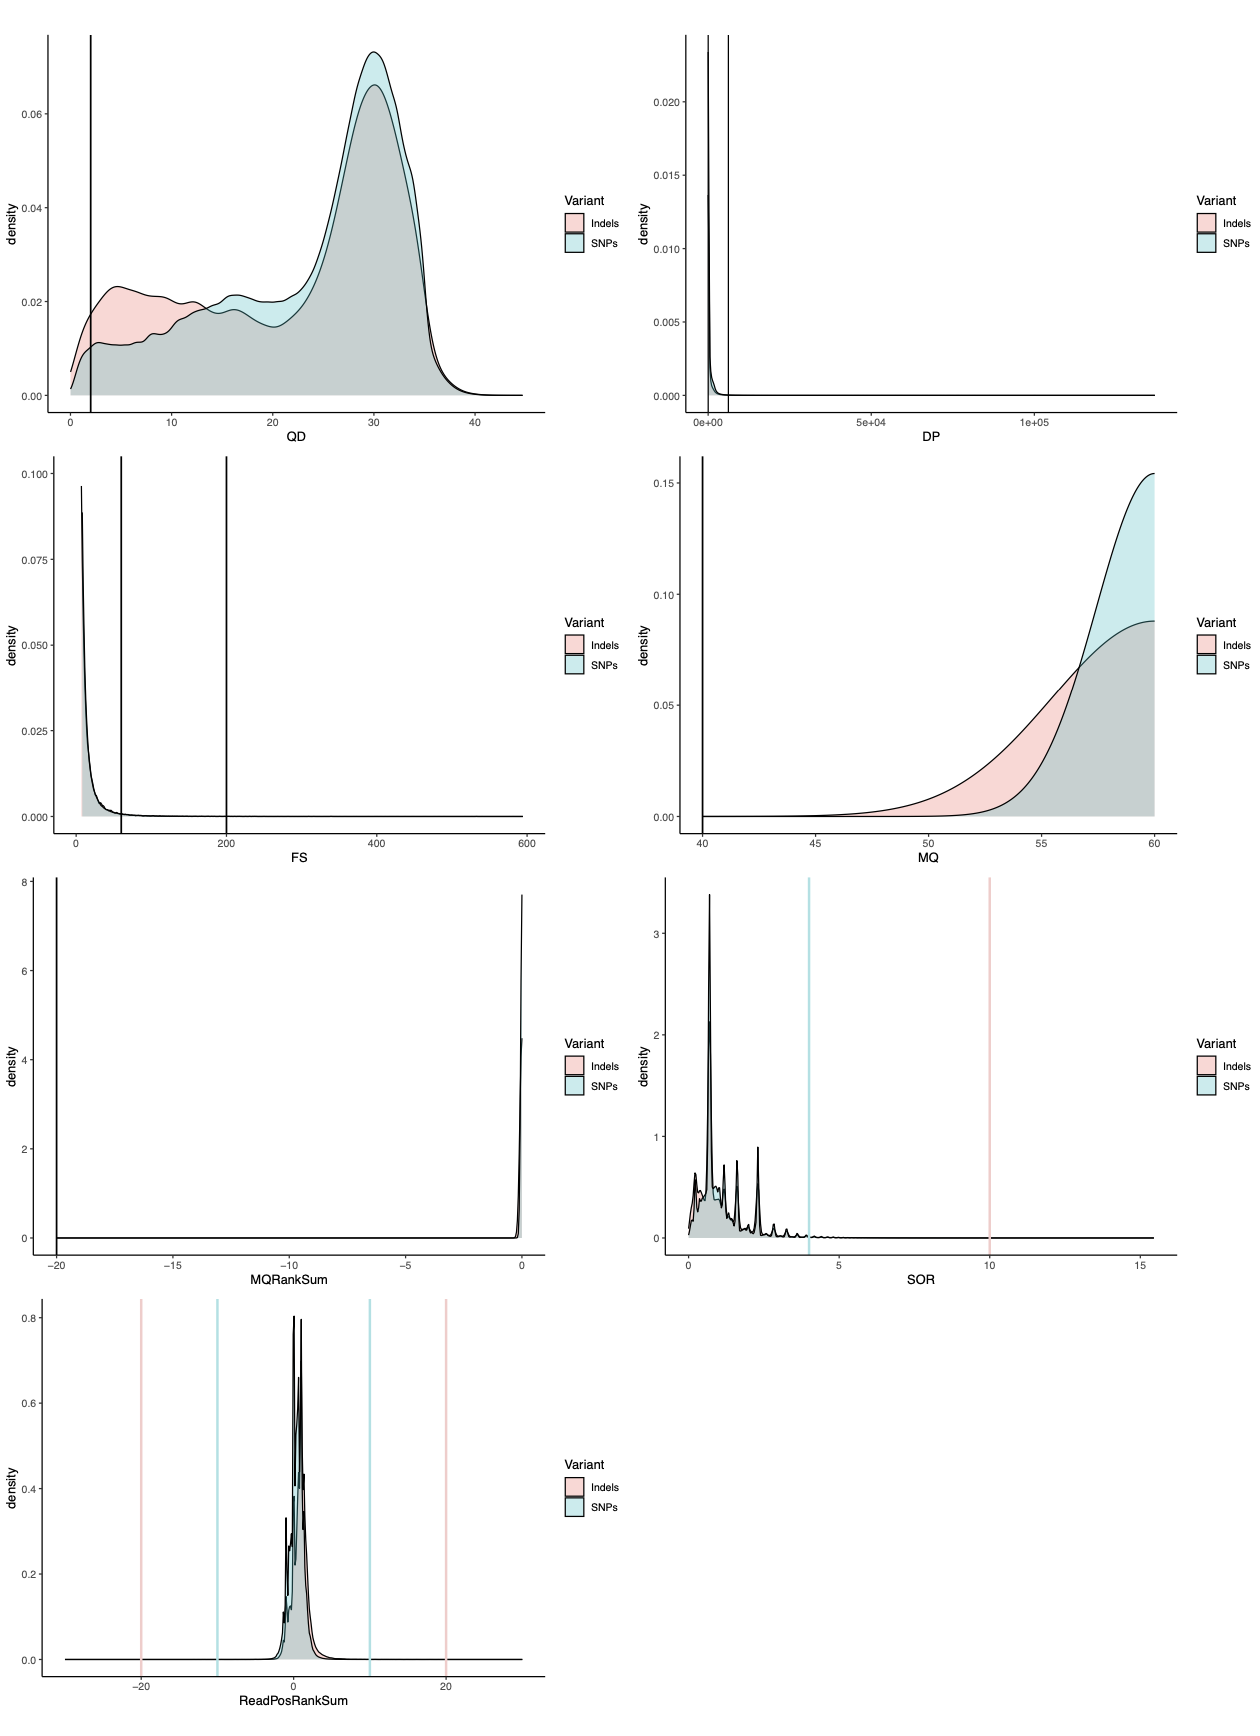 density
0.06
0.04
0.02
0.00
0
10
20
30
40
QD
Variant
Indels
SNPs
density
0.020
0.015
0.010
0.005
0.000
0e+00
5e+04
1e+05
DP
Variant
Indels
SNPs
density
0.100
0.075
0.050
0.025
0.000
0
200
400
600
FS
Variant
Indels
SNPs
density
0.15
0.10
0.05
0.00
40
45
50
55
60
MQ
Variant
Indels
SNPs
density
8
6
4
2
0
−20
−15
−10
−5
0
MQRankSum
Variant
Indels
SNPs
density
3
2
1
0
0
5
10
15
SOR
Variant
Indels
SNPs
density
0.8
0.6
0.4
0.2
0.0
−20
0
20
ReadPosRankSum
Variant
Indels
SNPs